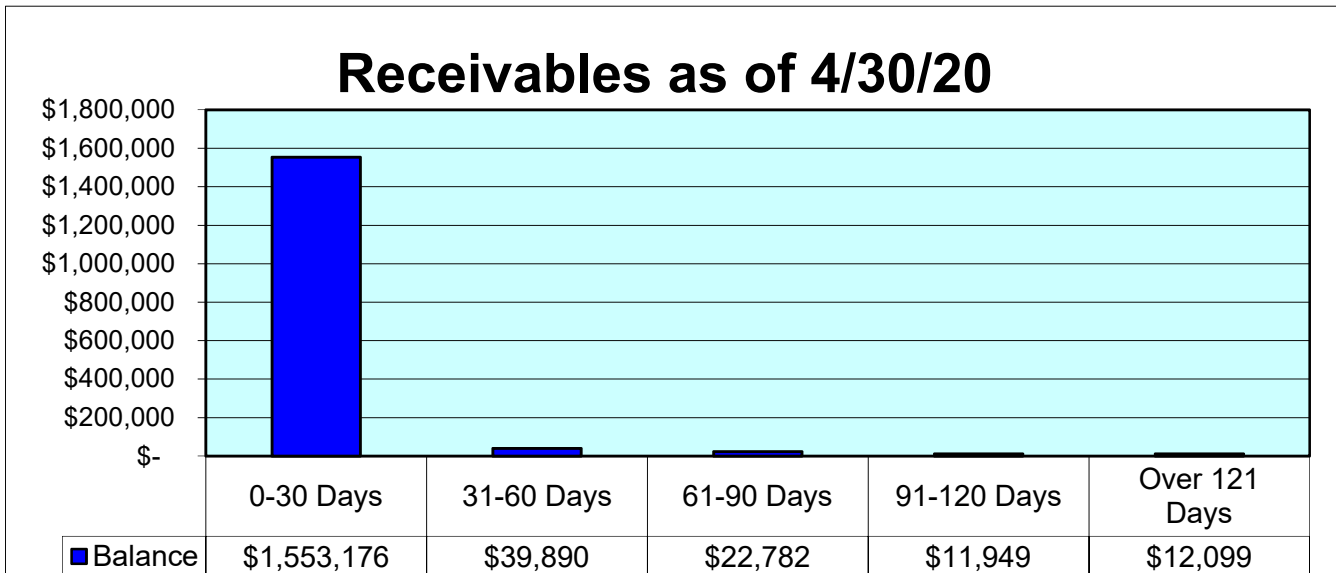 Receivables as of 4/30/20
$1,800,000
$1,600,000
$1,400,000
$1,200,000
$1,000,000
$800,000
$600,000
$400,000
$200,000
$-
0-30 Days 31-60 Days 61-90 Days 91-120 Days Over 121
Days
Balance $1,553,176 $39,890 $22,782 $11,949 $12,099